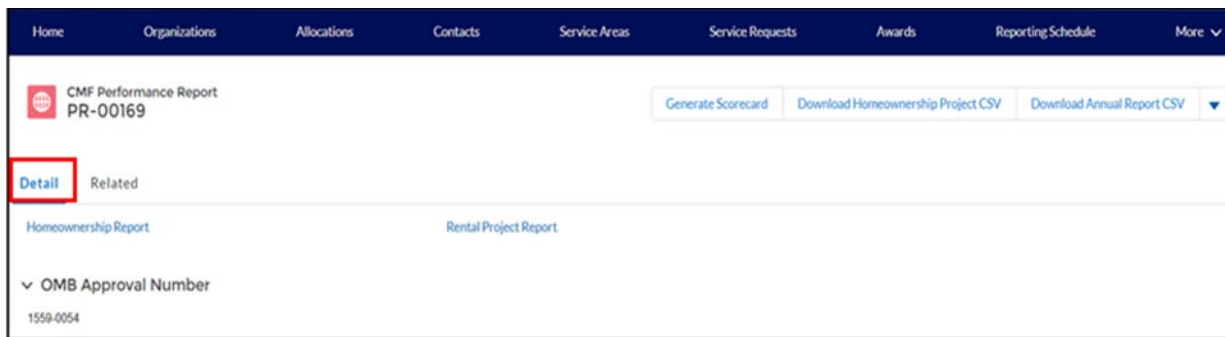 Home Organizations Allocations Contacts Service Areas Service Requests Awards Reporting Schedule More
CMF Performance Report
PR-00169
Generate Scorecard Download Homeownership Project CSV Download Annual Report CSV
Detail Related
Homeownership Report Rental Project Report
OMB Approval Number
1559-0054